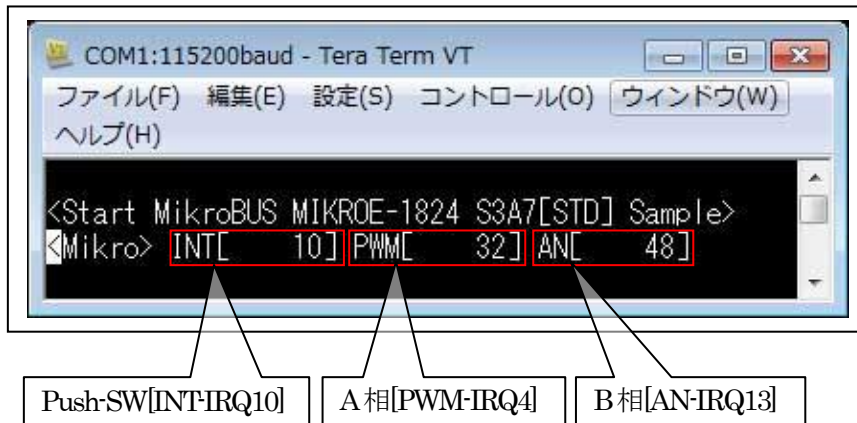 COM1:115200baud - Tera Term VT
ファイル(F) 編集(E) 設定(S) コントロール(O) ウィンドウ(W)
ヘルプ(H)
<Start MikroBUS MIKROE-1824 S3A7[STD] Sample>
<Mikro> INT[ 10] PWM[ 32] AN[ 48]
Push-SW[INT-IRQ10] A相[PWM-IRQ4] B相[AN-IRQ13]